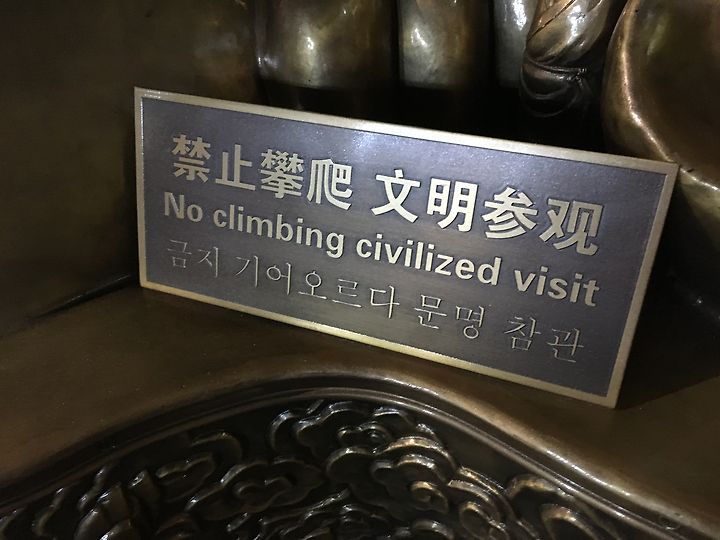 禁止攀爬 文明参观
No climbing civilized visit
금지 기어오르다 문명 참관